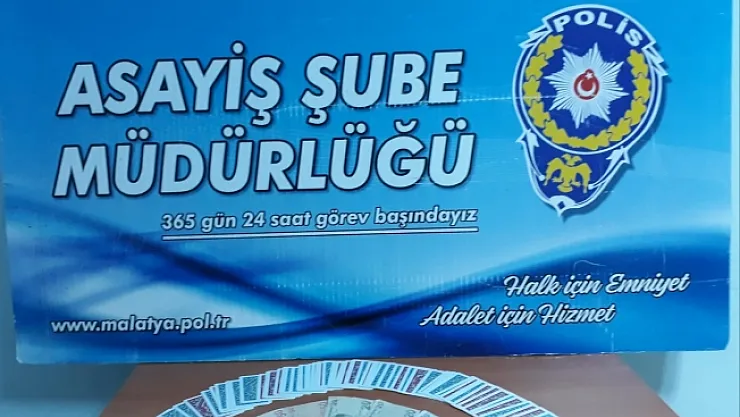 POLİS
ASAYİŞ ŞUBE
MÜDÜRLÜĞÜ
365 gün 24 saat görev başındayız
Halk için Emniyet
Adalet için Hizmet
www.malatya.pol.tr